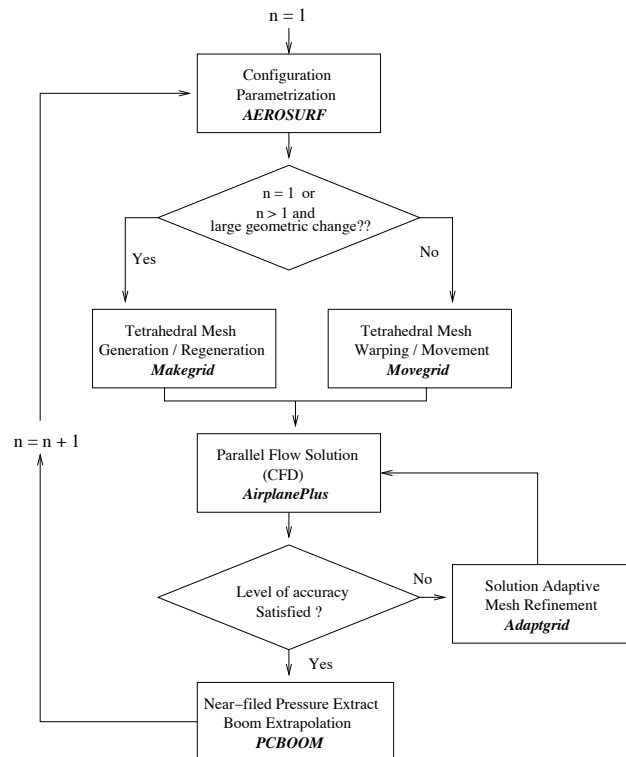 n = 1
Configuration
Parametrization
AEROSURF
n = 1 or
n > 1 and
large geometric change??
Yes
No
Tetrahedral Mesh
Generation / Regeneration
Makegrid
Tetrahedral Mesh
Warping / Movement
Movegrid
n = n + 1
Parallel Flow Solution
(CFD)
AirplanePlus
Level of accuracy
Satisfied ?
No
Solution Adaptive
Mesh Refinement
Adaptgrid
Yes
Near–filed Pressure Extract
Boom Extrapolation
PCBOOM